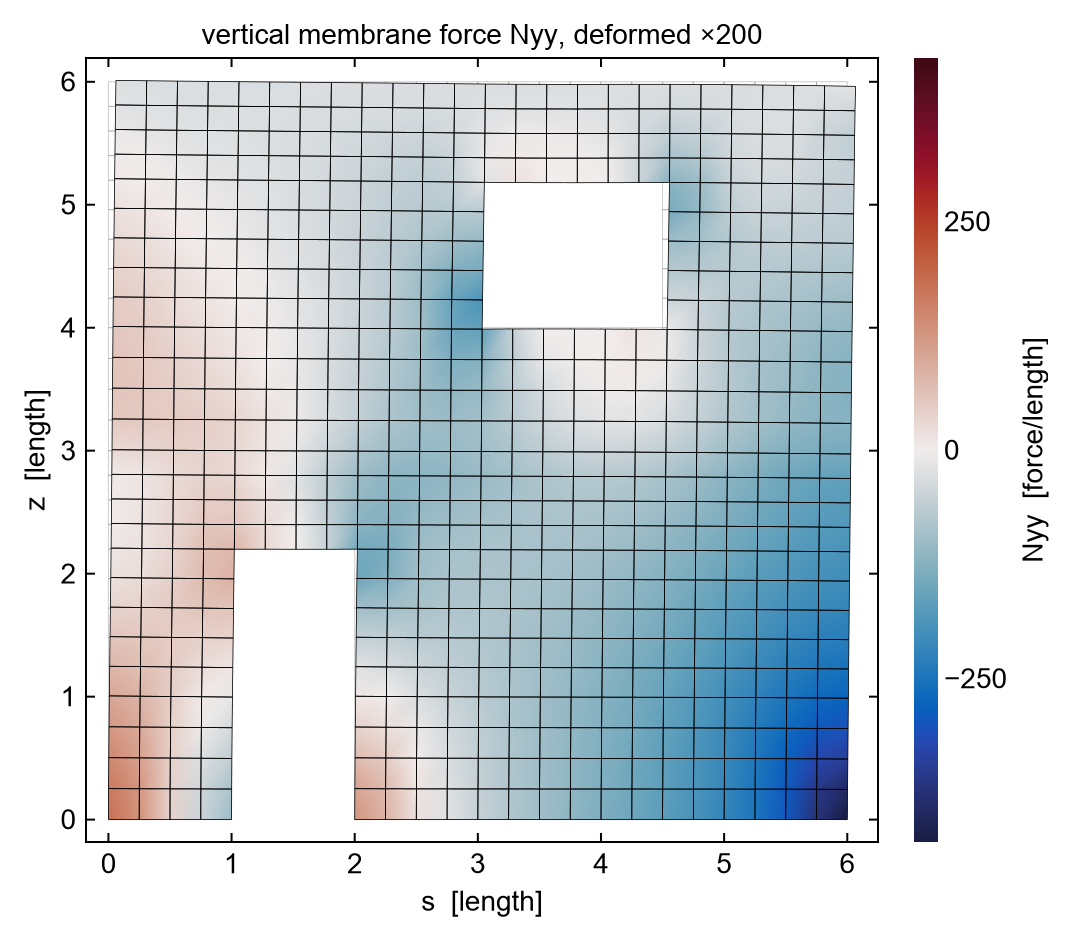 vertical membrane force Nyy, deformed ×200
6
5
4
3
2
1
0
z [length]
0 1 2 3 4 5 6
s [length]
250
0
−250
Nyy [force/length]